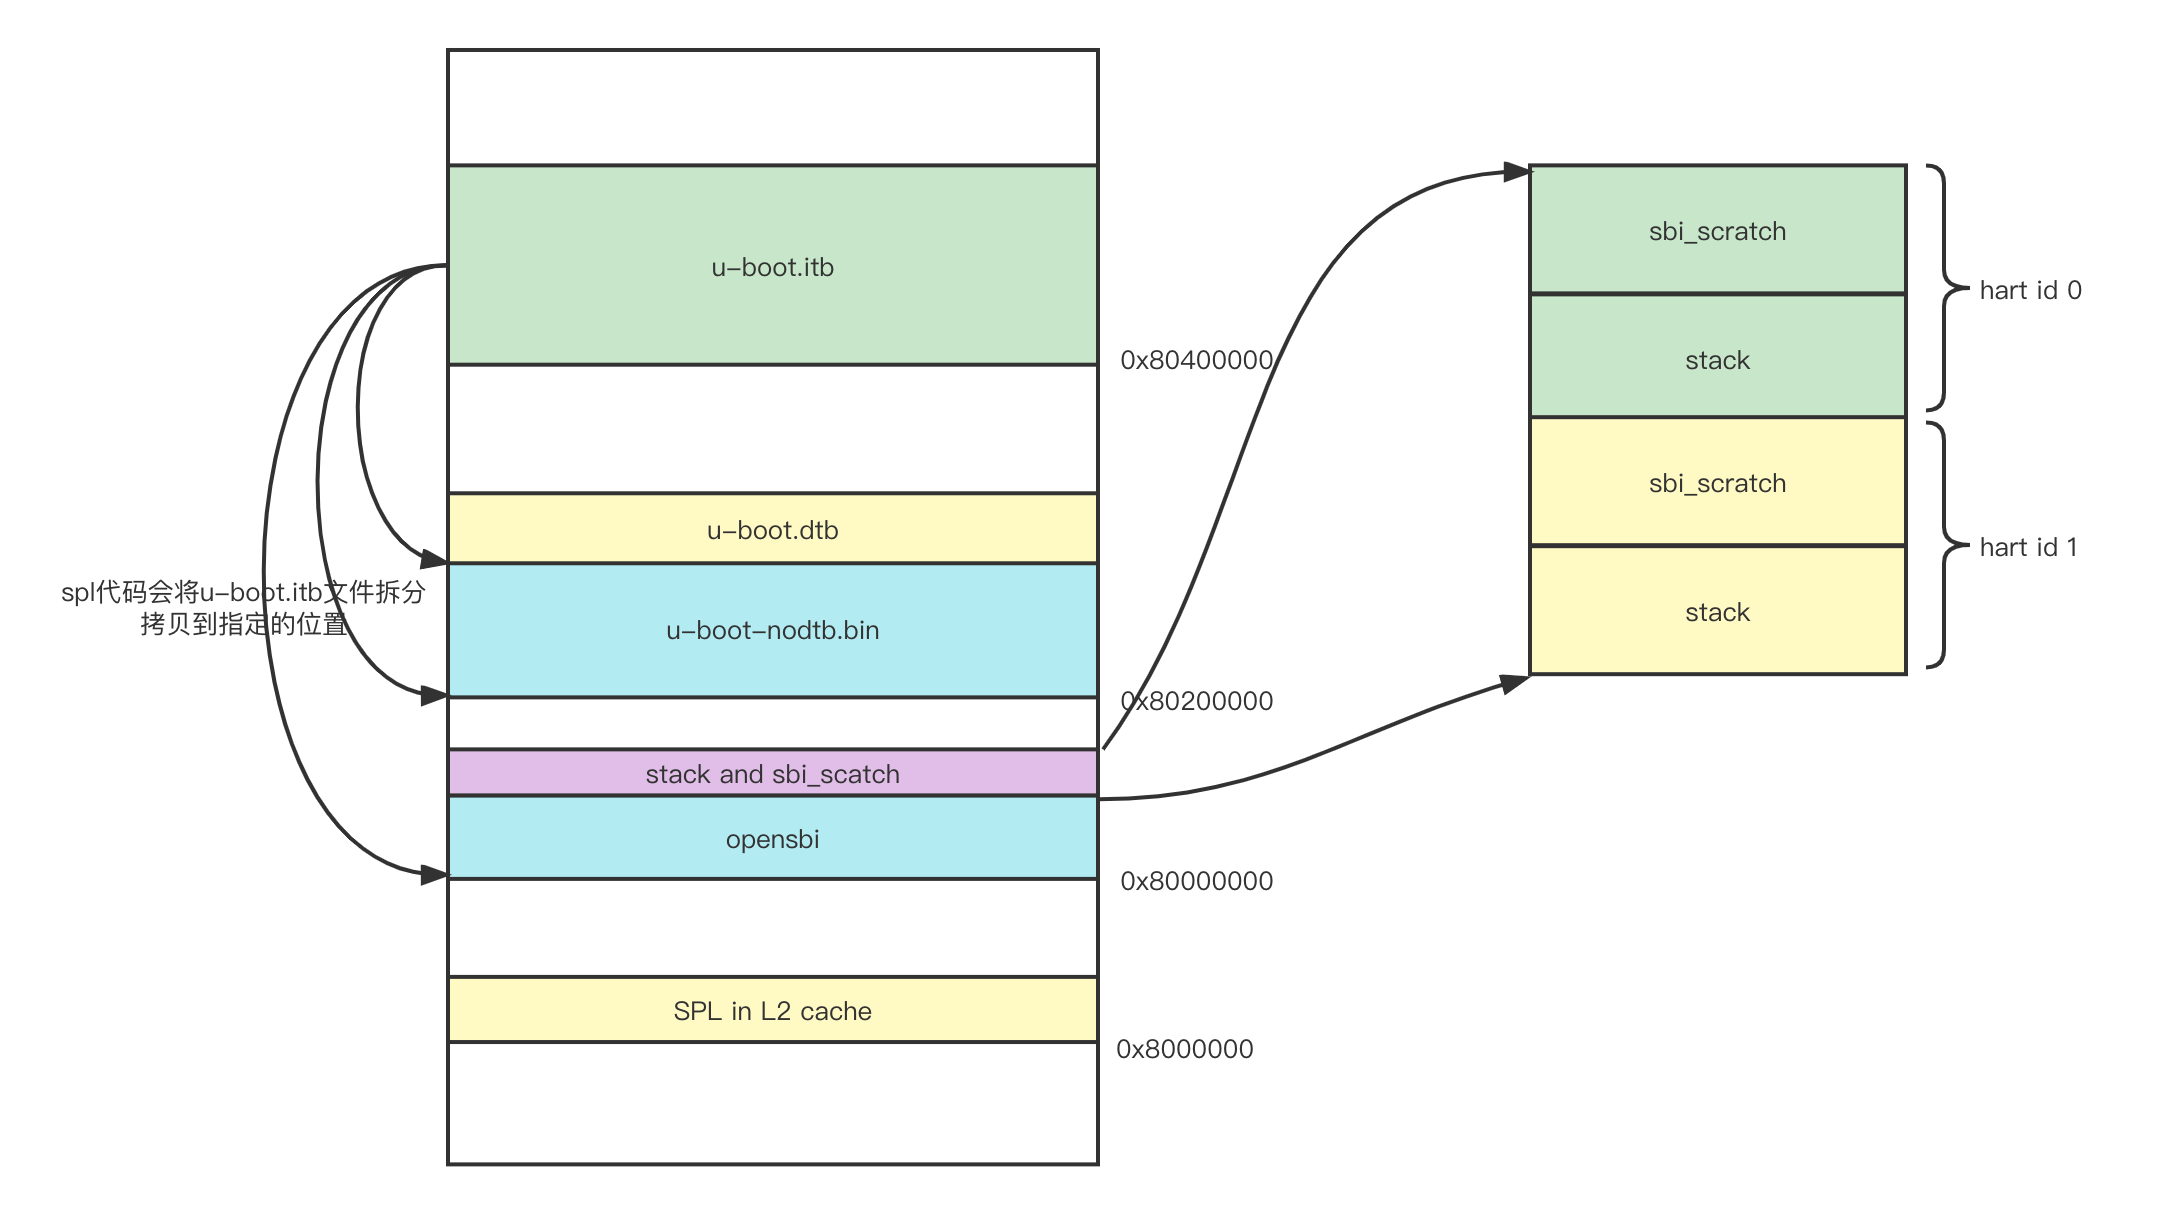 u-boot.itb
0x80400000
u-boot.dtb
spl代码会将u-boot.itb文件拆分
拷贝到指定的位置
u-boot-nodtb.bin
0x80200000
stack and sbi_scatch
opensbi
0x80000000
SPL in L2 cache
0x8000000
sbi_scratch
stack
hart id 0
sbi_scratch
stack
hart id 1